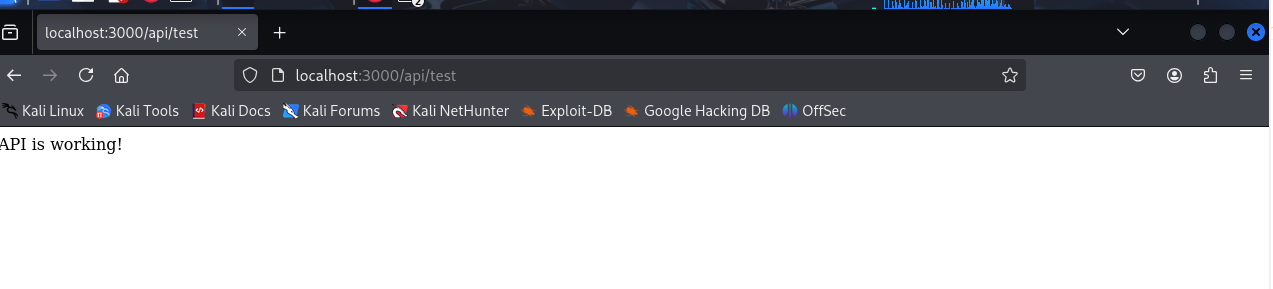 2
localhost:3000/api/test
localhost:3000/api/test
Kali Linux Kali Tools Kali Docs Kali Forums Kali NetHunter Exploit-DB Google Hacking DB OffSec
API is working!